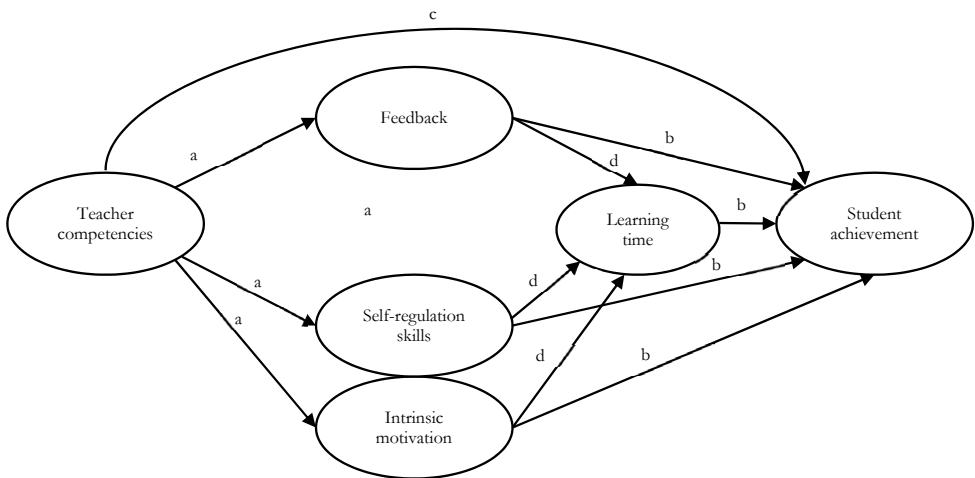 c
Feedback
b
a
d
a
b
Teacher
competencies
Learning
time
Student
achievement
b
a
d
Self-regulation
skills
a
d
b
Intrinsic
motivation